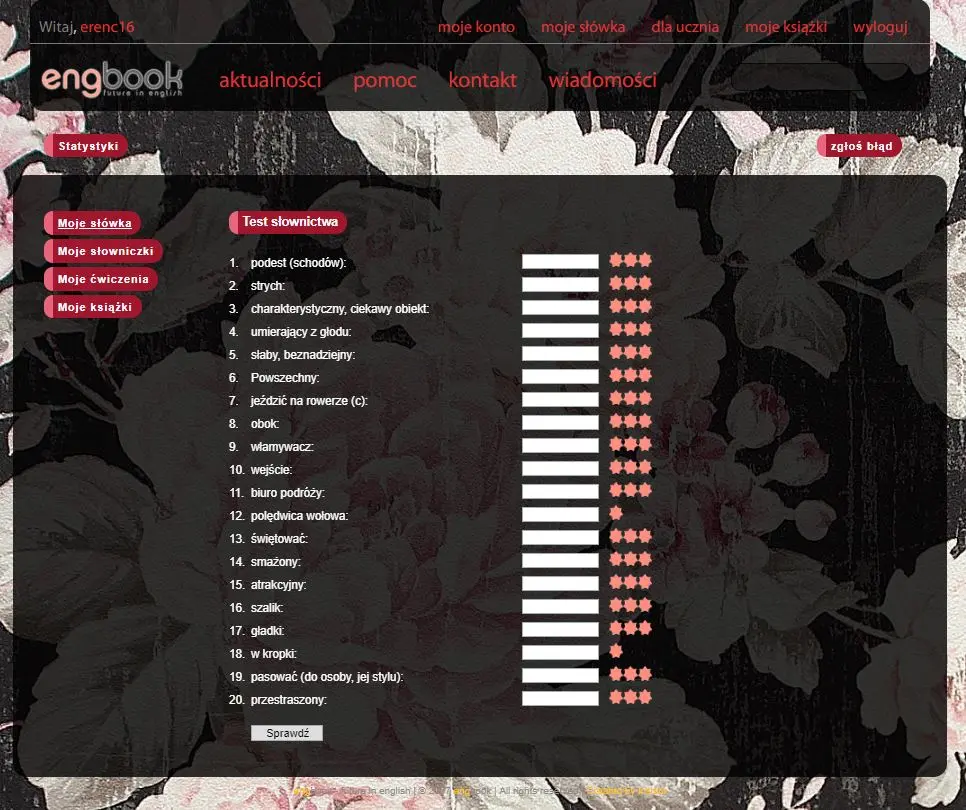 Witaj, erenc16 moje konto moje słówka dla ucznia moje książki wyloguj
engbook aktualności pomoc kontakt wiadomości
future in english
Statystyki zgłoś błąd
Moje słówka
Moje słowniczki
Moje ćwiczenia
Moje książki
Test słownictwa
1. podest (schodów):
2. strych:
3. charakterystyczny, ciekawy obiekt:
4. umierający z głodu:
5. słaby, beznadziejny:
6. Powszechny:
7. jeździć na rowerze (c):
8. obok:
9. włamywacz:
10. wejście:
11. biuro podróży:
12. polędwica wołowa:
13. świętować:
14. smażony:
15. atrakcyjny:
16. szalik:
17. gładki:
18. w kropki:
19. pasować (do osoby, jej stylu):
20. przestraszony:
Sprawdź
future in english | © engbook | All rights reserved